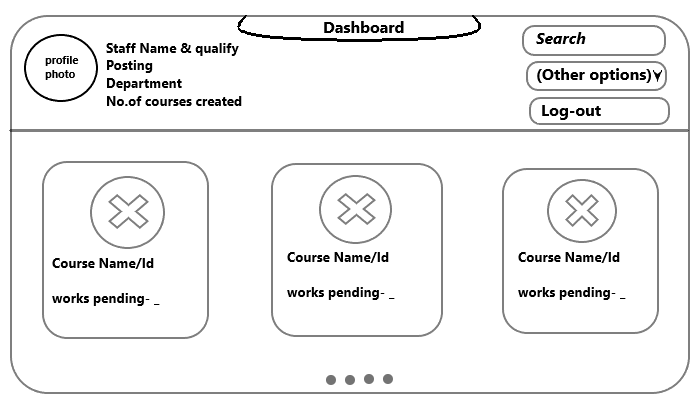 Dashboard
profile
photo
Staff Name & qualify
Posting
Department
No.of courses created
Search
(Other options)
Log-out
Course Name/Id
works pending- _
Course Name/Id
works pending- _
Course Name/Id
works pending- _